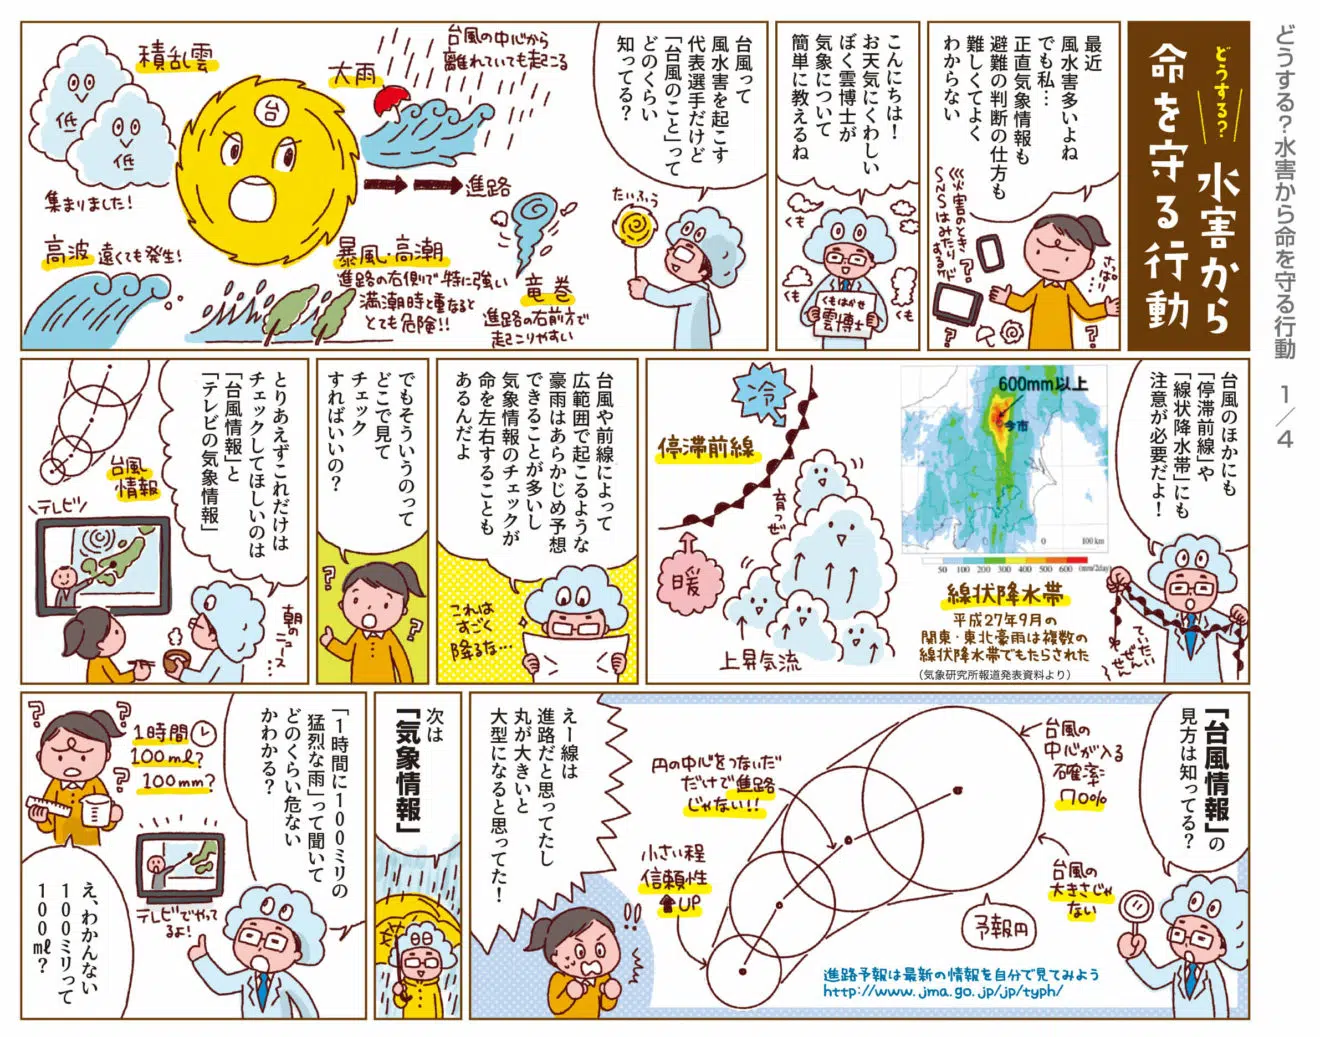 どうする?水害から命を守る行動 1/4
どうする?
水害から
命を守る行動
最近
風水害多いよね
でも私…
正直気象情報も
避難の判断の仕方も
難しくてよく
わからない
災害のとき
SNSはみたりが
するが
さっぱり…
?
?
?
?
こんにちは!
お天気にくわしい
ぼく雲博士が
気象について
簡単に教えるね
くも
くも
くも
くもはかせ
雲博士
台風って
風水害を起こす
代表選手だけど
「台風のこと」って
どのくらい
知ってる?
たいふう
台風の中心から
離れていても起こる
大雨
積乱雲
低
低
集まりました!
台
進路
高波 遠くても発生!
暴風・高潮
進路の右側で特に強い
満潮時と重なると
とても危険!!
竜巻
進路の右前方で
起こりやすい
台風のほかにも
「停滞前線」や
「線状降水帯」にも
注意が必要だよ!
ていたい
ぜんせん
600mm以上
今市
0 100 km
50 100 200 300 400 500 600 (mm/2day)
線状降水帯
平成27年9月の
関東・東北豪雨は複数の
線状降水帯でもたらされた
(気象研究所報道発表資料より)
冷
停滞前線
暖
育つぜ
上昇気流
台風や前線によって
広範囲で起こるような
豪雨はあらかじめ予想
できることが多いし
気象情報のチェックが
命を左右することも
あるんだよ
これは
すごく
降るな…
でもそういうのって
どこで見て
チェック
すればいいの?
?
?
とりあえずこれだけは
チェックしてほしいのは
「台風情報」と
「テレビの気象情報」
台風
情報
テレビ
朝の
ニュース…
「台風情報」の
見方は知ってる?
台風の
中心が入る
確率
70%
台風の
大きさじゃ
ない
予報円
円の中心をつないだ
だけで進路
じゃない!!
小さい程
信頼性
UP
進路予報は最新の情報を自分で見てみよう
http://www.jma.go.jp/jp/typh/
えー線は
進路だと思ってたし
丸が大きいと
大型になると思ってた!
!!
次は
「気象情報」
「1時間に100ミリの
猛烈な雨」って聞いて
どのくらい危ない
かわかる?
テレビでやって
るよ!
1時間
100ml?
100mm?
?
?
?
え、わかんない
100ミリって
100㎖?